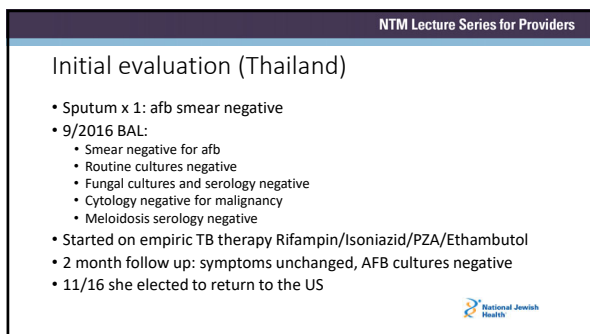 NTM Lecture Series for Providers
Initial evaluation (Thailand)
• Sputum x 1: afb smear negative
• 9/2016 BAL:
• Smear negative for afb
• Routine cultures negative
• Fungal cultures and serology negative
• Cytology negative for malignancy
• Meloidosis serology negative
• Started on empiric TB therapy Rifampin/Isoniazid/PZA/Ethambutol
• 2 month follow up: symptoms unchanged, AFB cultures negative
• 11/16 she elected to return to the US
National Jewish
Health